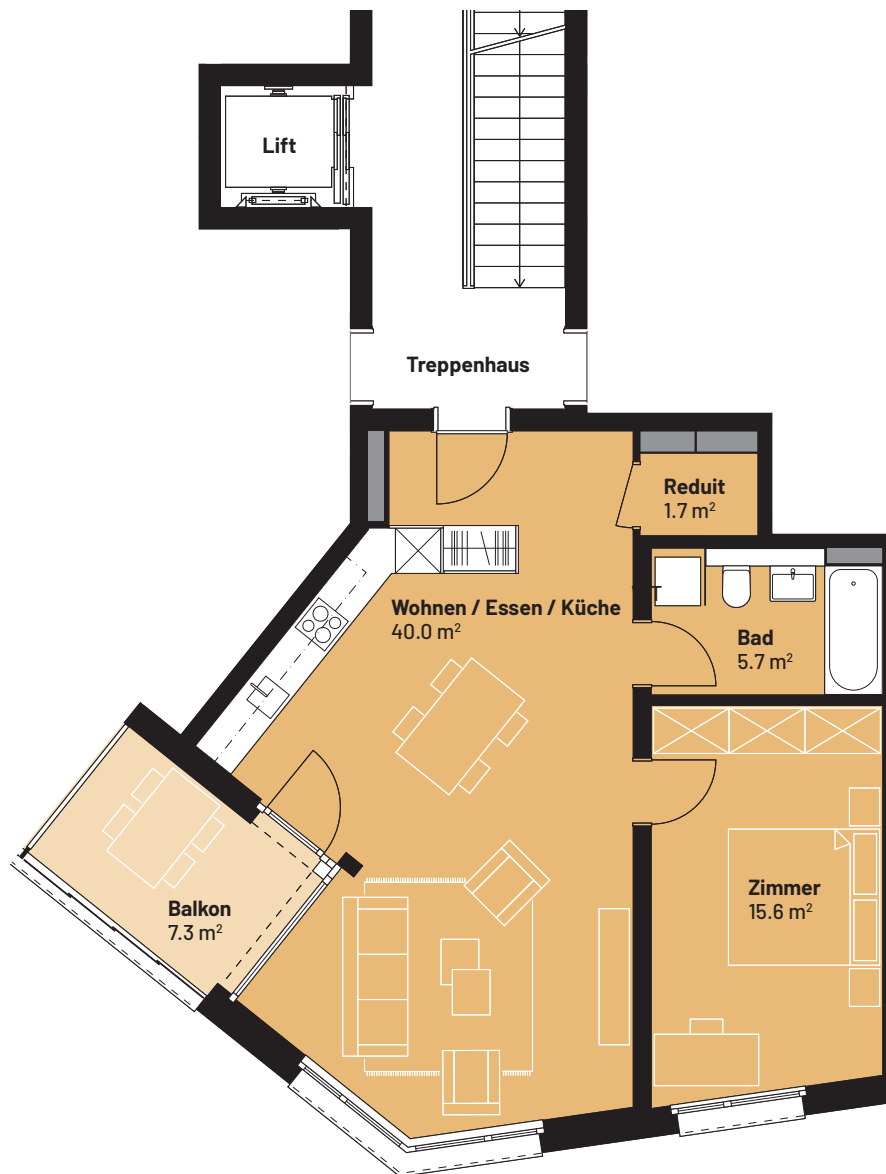 Lift
Treppenhaus
Reduit
1.7 m²
Wohnen / Essen / Küche
40.0 m²
Bad
5.7 m²
Zimmer
15.6 m²
Balkon
7.3 m²